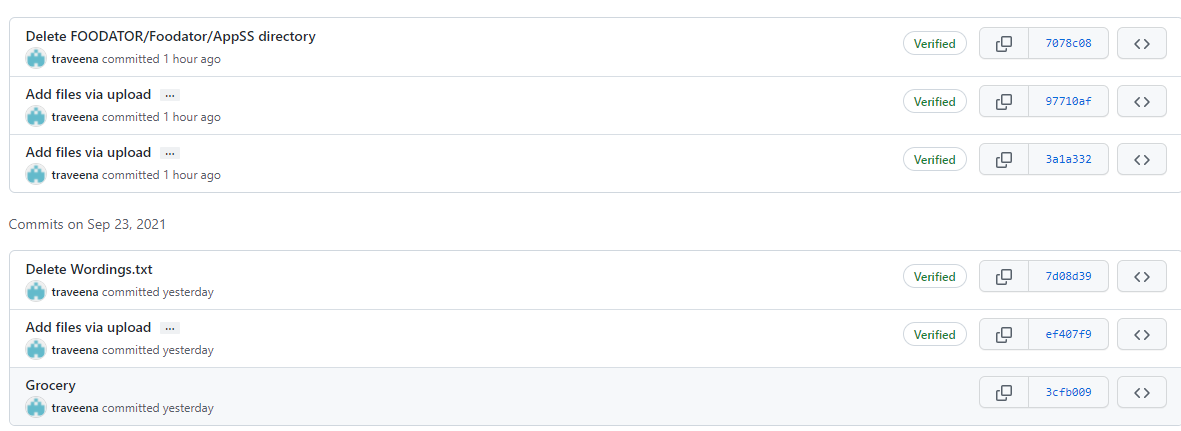 Delete FOODATOR/Foodator/AppSS directory
traveena committed 1 hour ago
Verified
7078c08
Add files via upload ...
traveena committed 1 hour ago
Verified
97710af
Add files via upload ...
traveena committed 1 hour ago
Verified
3a1a332
Commits on Sep 23, 2021
Delete Wordings.txt
traveena committed yesterday
Verified
7d08d39
Add files via upload ...
traveena committed yesterday
Verified
ef407f9
Grocery
traveena committed yesterday
3cfb009